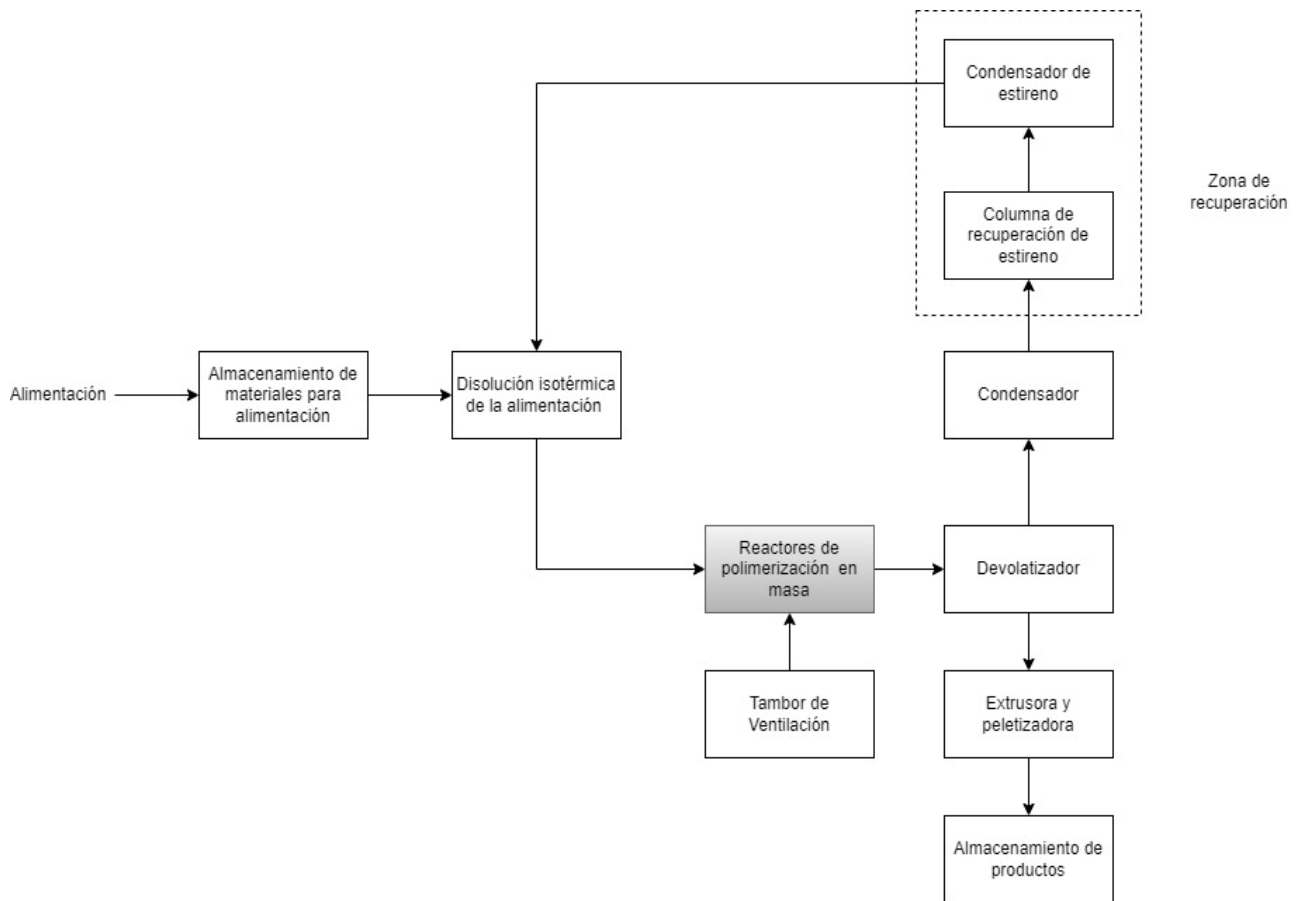 Condensador de
estireno
Zona de
recuperación
Columna de
recuperación de
estireno
Alimentación
Almacenamiento de
materiales para
alimentación
Disolución isotérmica
de la alimentación
Condensador
Reactores de
polimerización en
masa
Devolatizador
Tambor de
Ventilación
Extrusora y
peletizadora
Almacenamiento de
productos